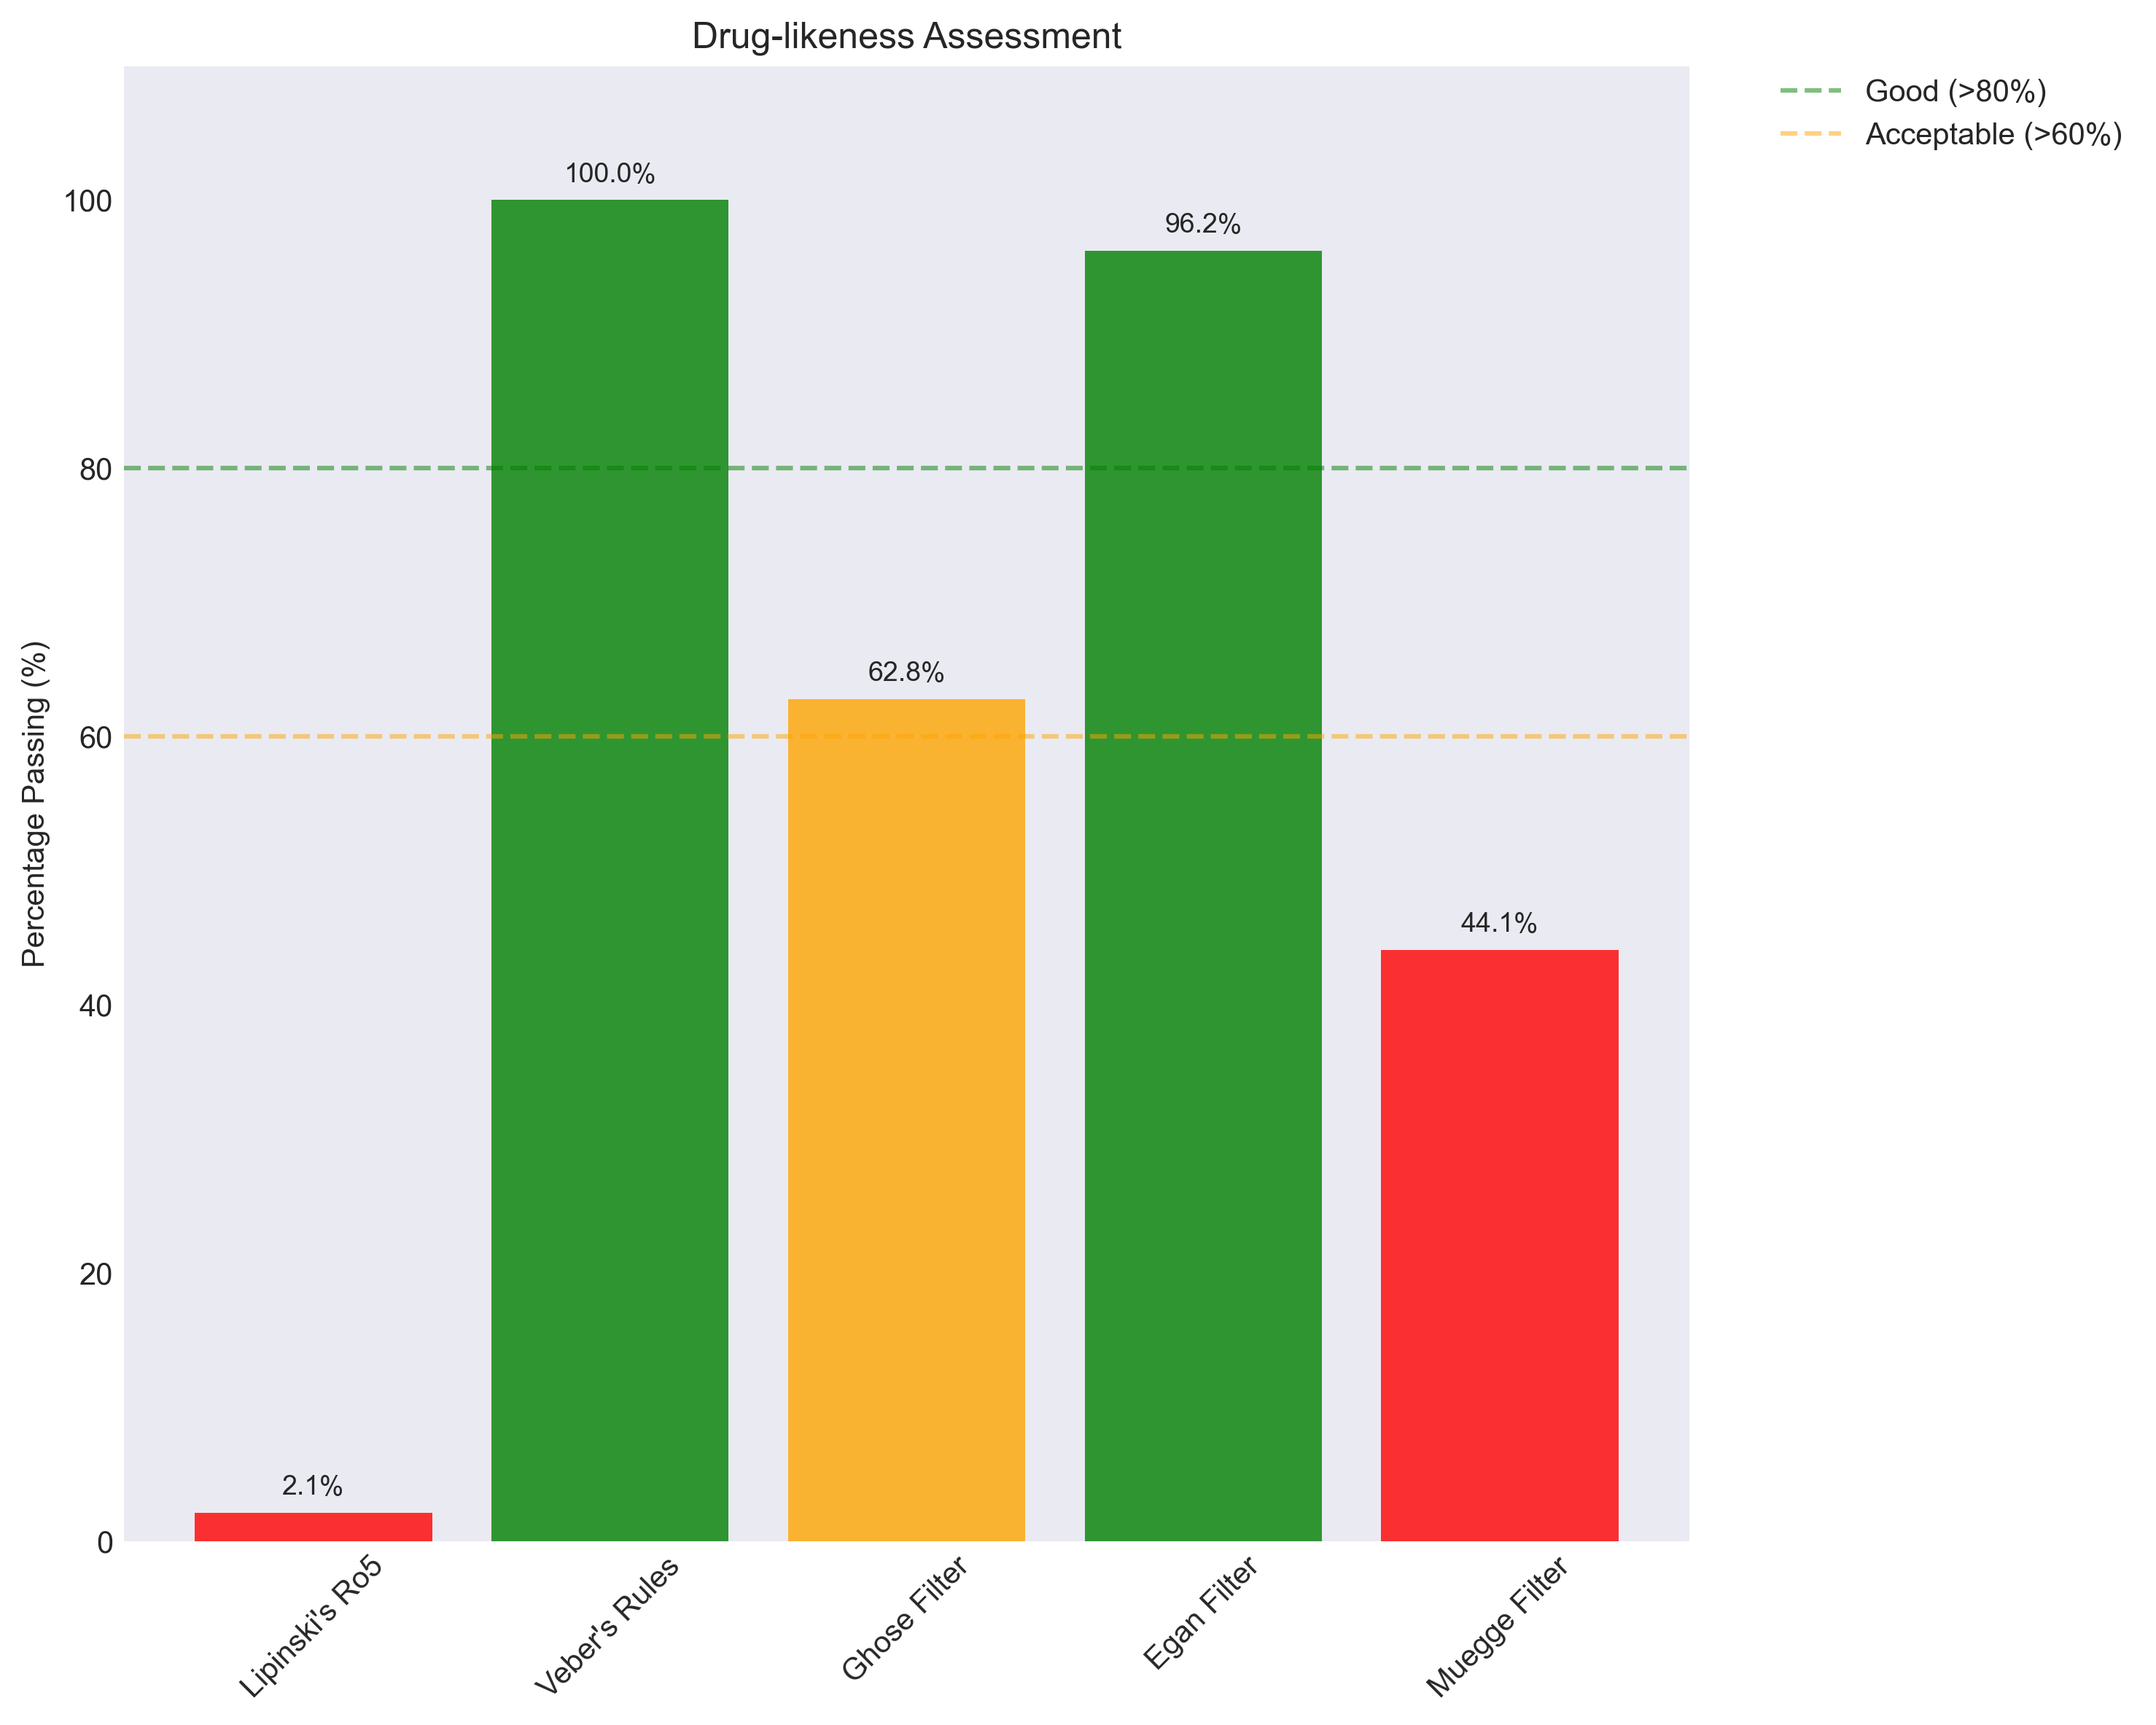 Drug-likeness Assessment
Good (>80%)
Acceptable (>60%)
Percentage Passing (%)
100
80
60
40
20
0
2.1%
100.0%
62.8%
96.2%
44.1%
Lipinski's Ro5
Veber's Rules
Ghose Filter
Egan Filter
Muegge Filter